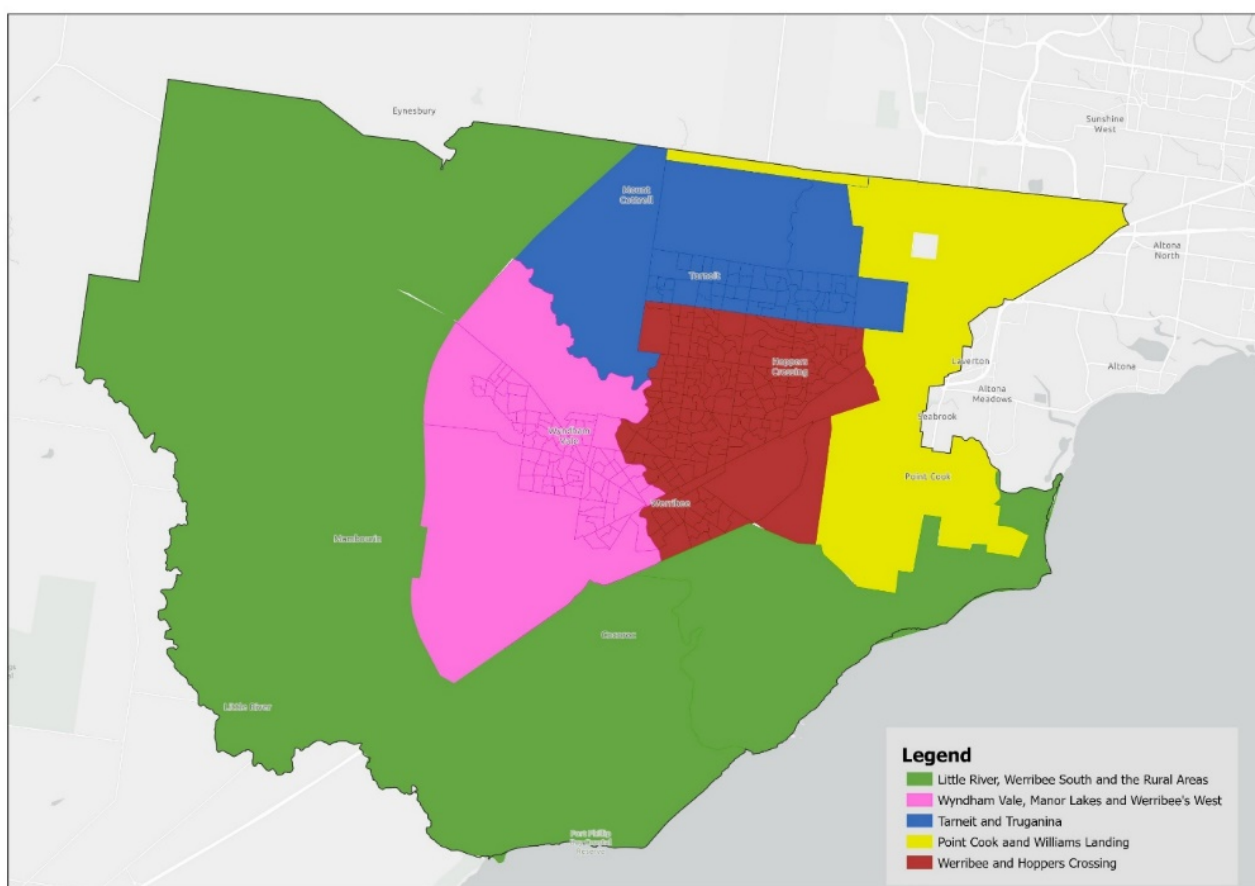 Eynesbury
Sunshine
West
Mount
Cottrell
Altona
North
Tarneit
Hoppers
Crossing
Laverton
Altona
Altona
Meadows
Seabrook
Wyndham
Vale
Point Cook
Werribee
Mambourin
Cocoroc
Little River
Port Phillip
Legend
Little River, Werribee South and the Rural Areas
Wyndham Vale, Manor Lakes and Werribee's West
Tarneit and Truganina
Point Cook aand Williams Landing
Werribee and Hoppers Crossing